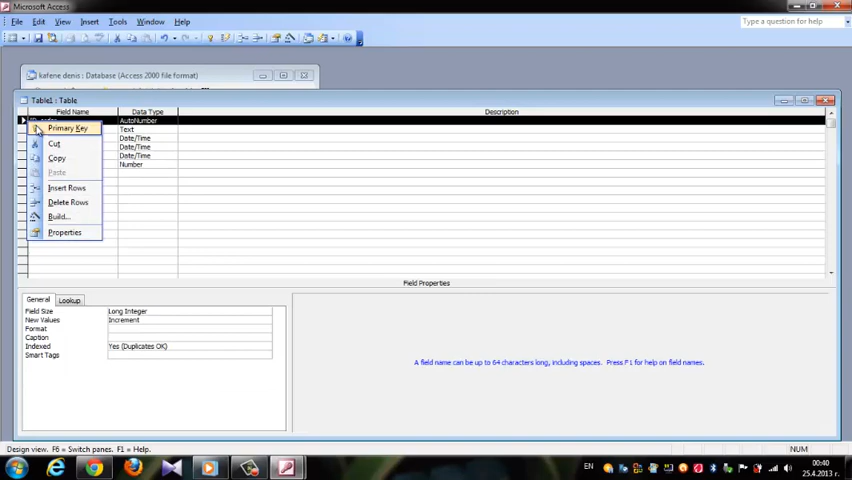 Microsoft Access
File Edit View Insert Tools Window Help
Type a question for help
kafene denis : Database (Access 2000 file format)
Table1 : Table
Field Name Data Type Description
AutoNumber
Text
Date/Time
Date/Time
Date/Time
Number
Primary Key
Cut
Copy
Paste
Insert Rows
Delete Rows
Build...
Properties
Field Properties
General Lookup
Field Size Long Integer
New Values Increment
Format
Caption
Indexed Yes (Duplicates OK)
Smart Tags
A field name can be up to 64 characters long, including spaces. Press F1 for help on field names.
Design view. F6 = Switch panes. F1 = Help.
NUM
EN
00:40
25.4.2013 г.